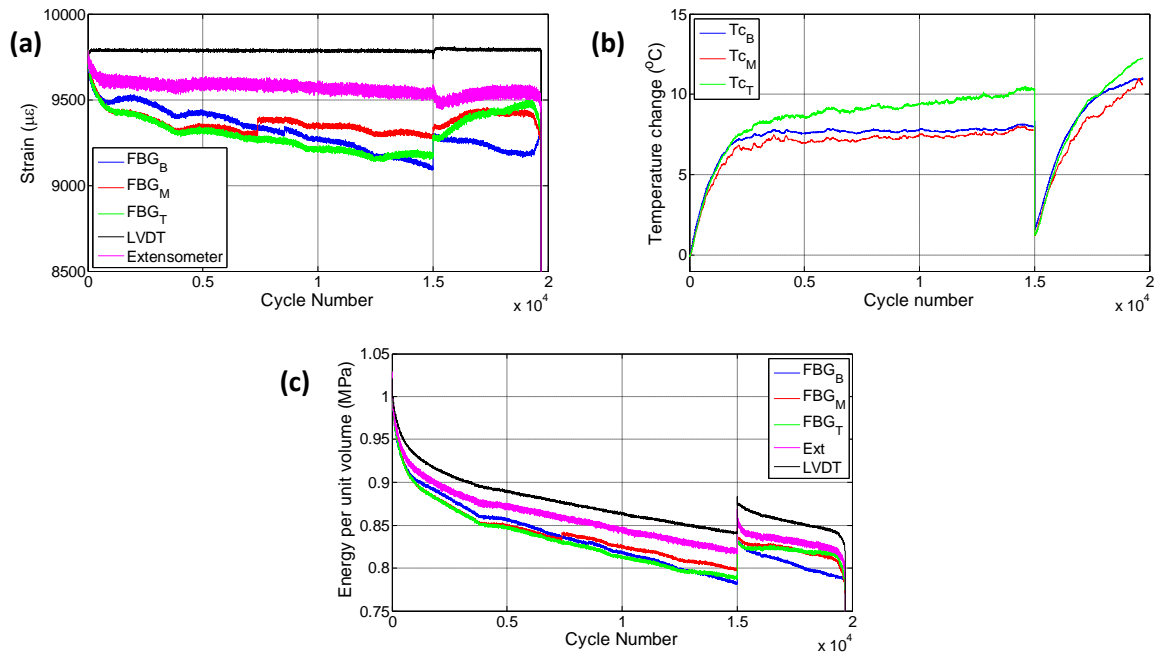 (a)
10000
9500
9000
8500
Strain (µε)
FBG_B
FBG_M
FBG_T
LVDT
Extensometer
0 0.5 1 1.5 2
Cycle Number
x 10^4
(b)
15
10
5
0
Temperature change (°C)
Tc_B
Tc_M
Tc_T
0 0.5 1 1.5 2
Cycle number
x 10^4
(c)
1.05
1
0.95
0.9
0.85
0.8
0.75
Energy per unit volume (MPa)
FBG_B
FBG_M
FBG_T
Ext
LVDT
0 0.5 1 1.5 2
Cycle Number
x 10^4